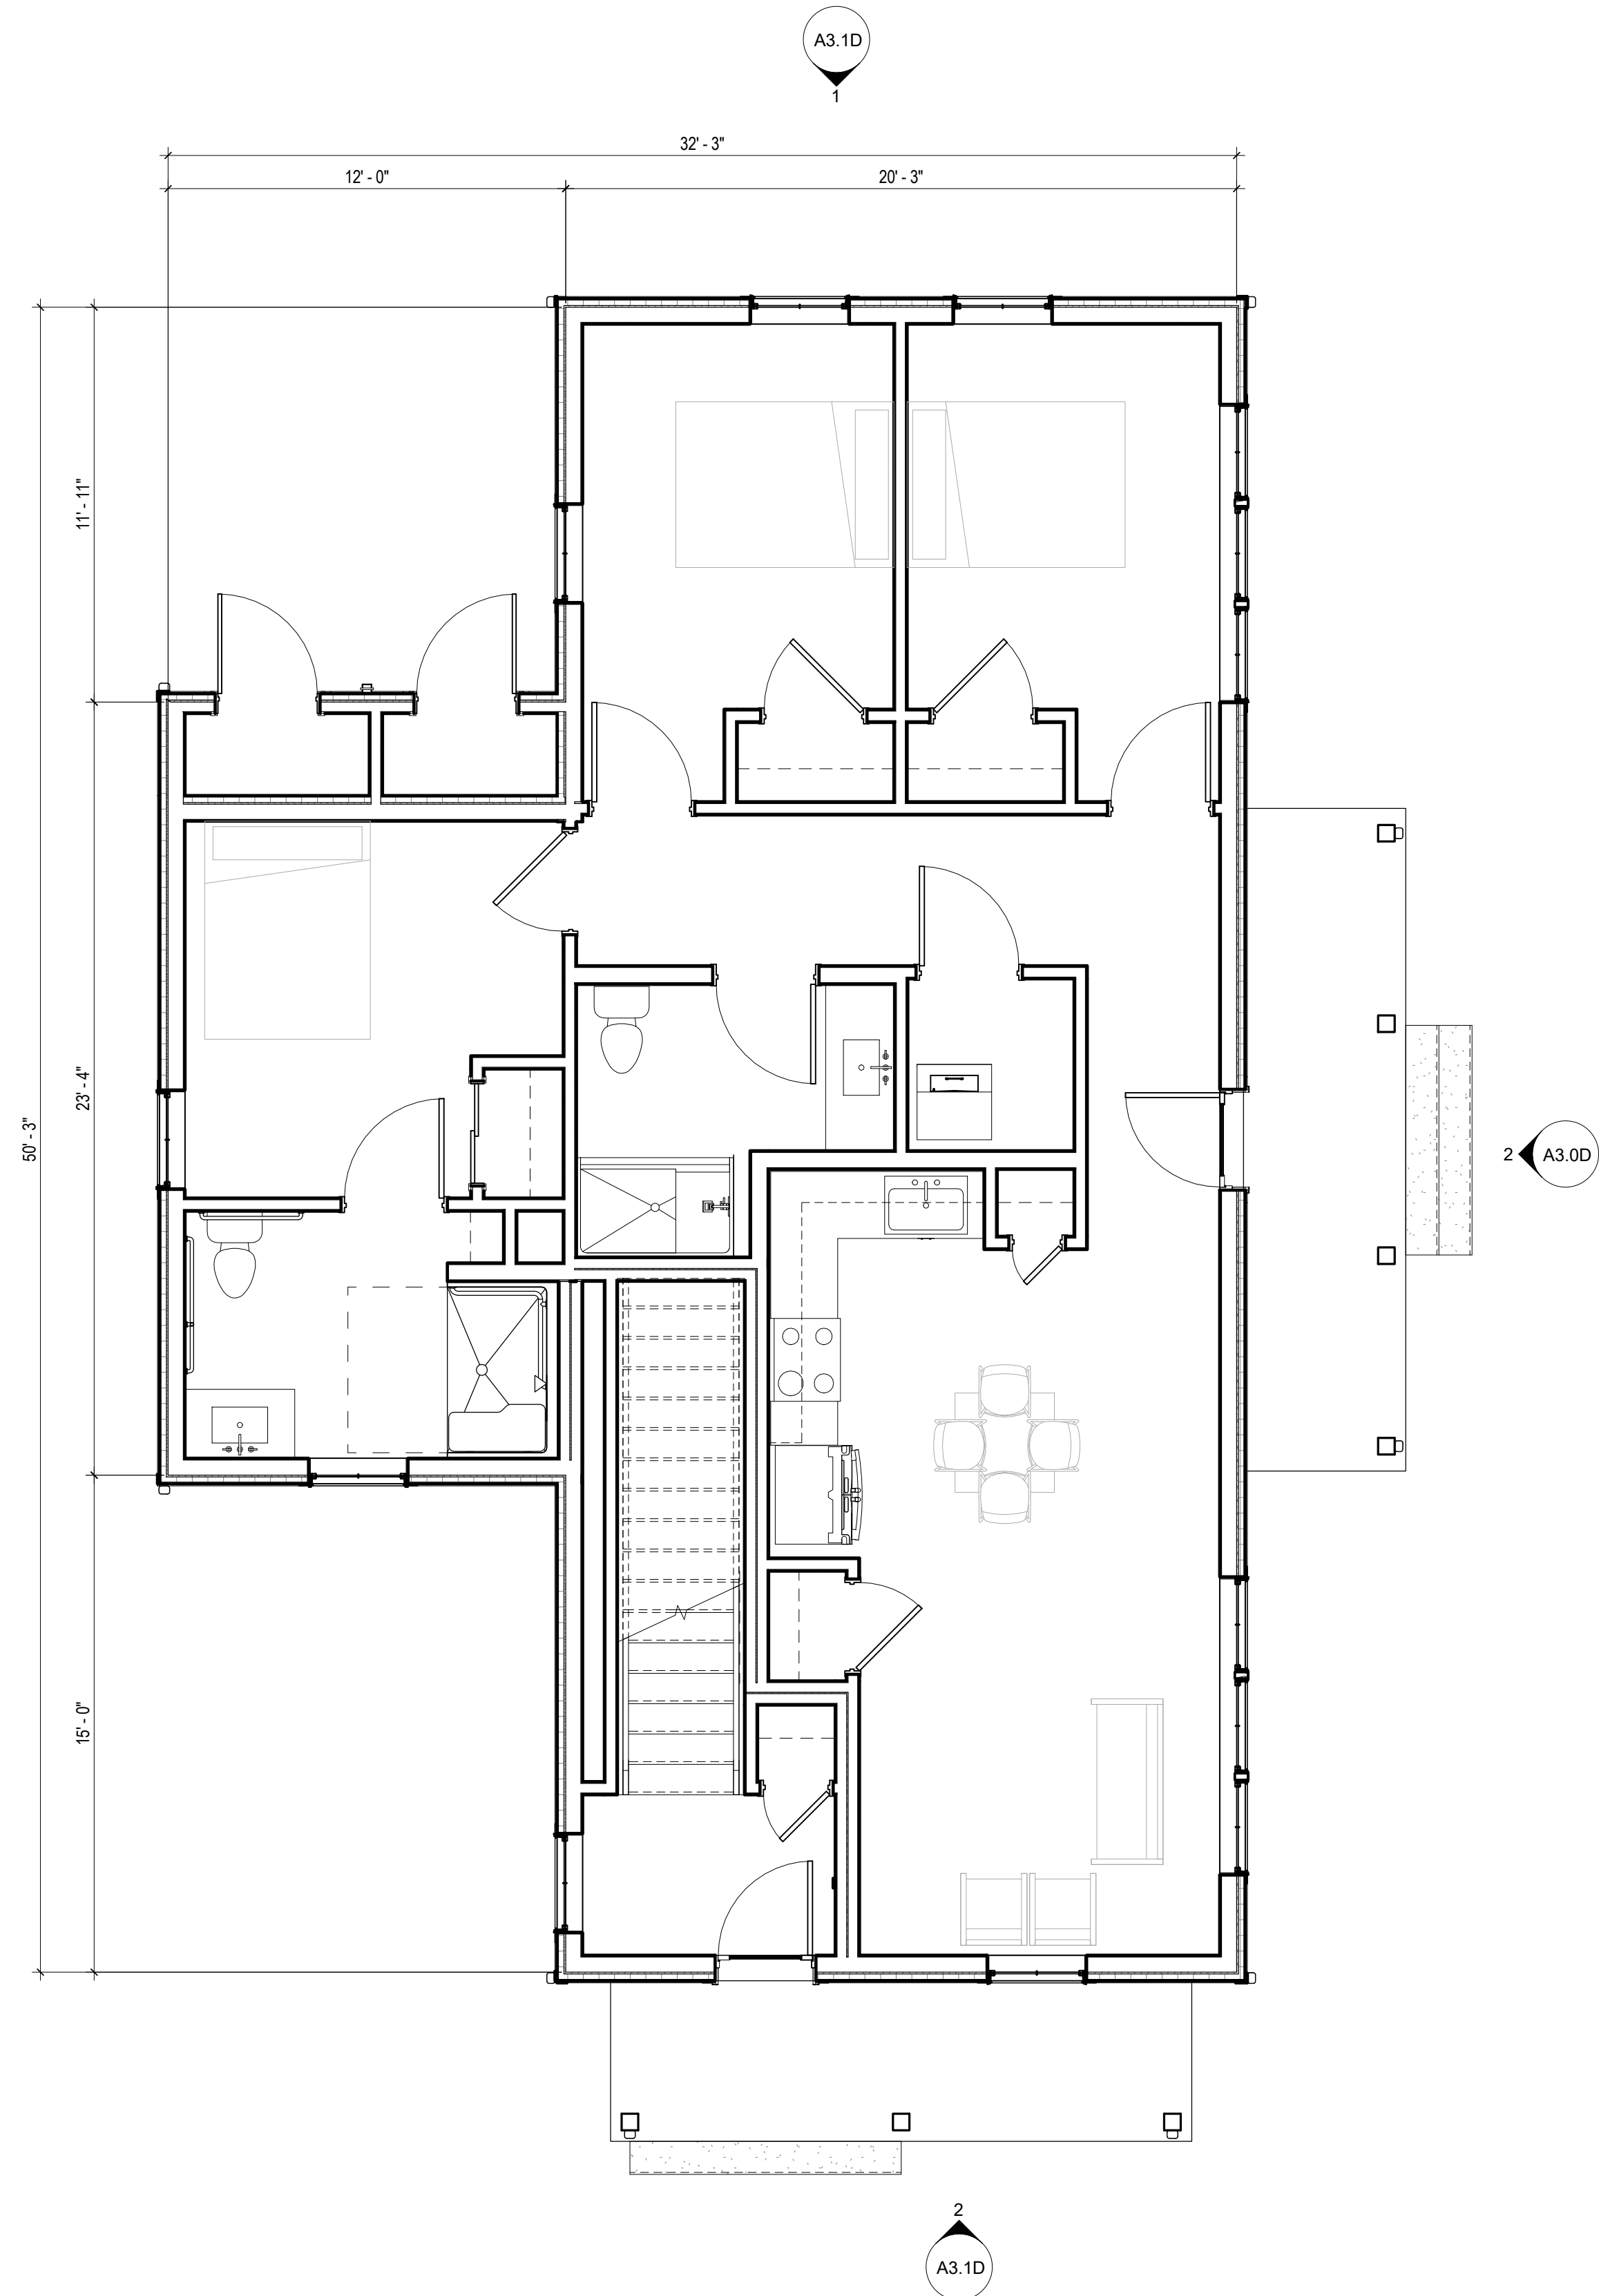 A3.1D
1
32' - 3"
12' - 0"
20' - 3"
11' - 11"
23' - 4"
50' - 3"
2
A3.0D
15' - 0"
2
A3.1D